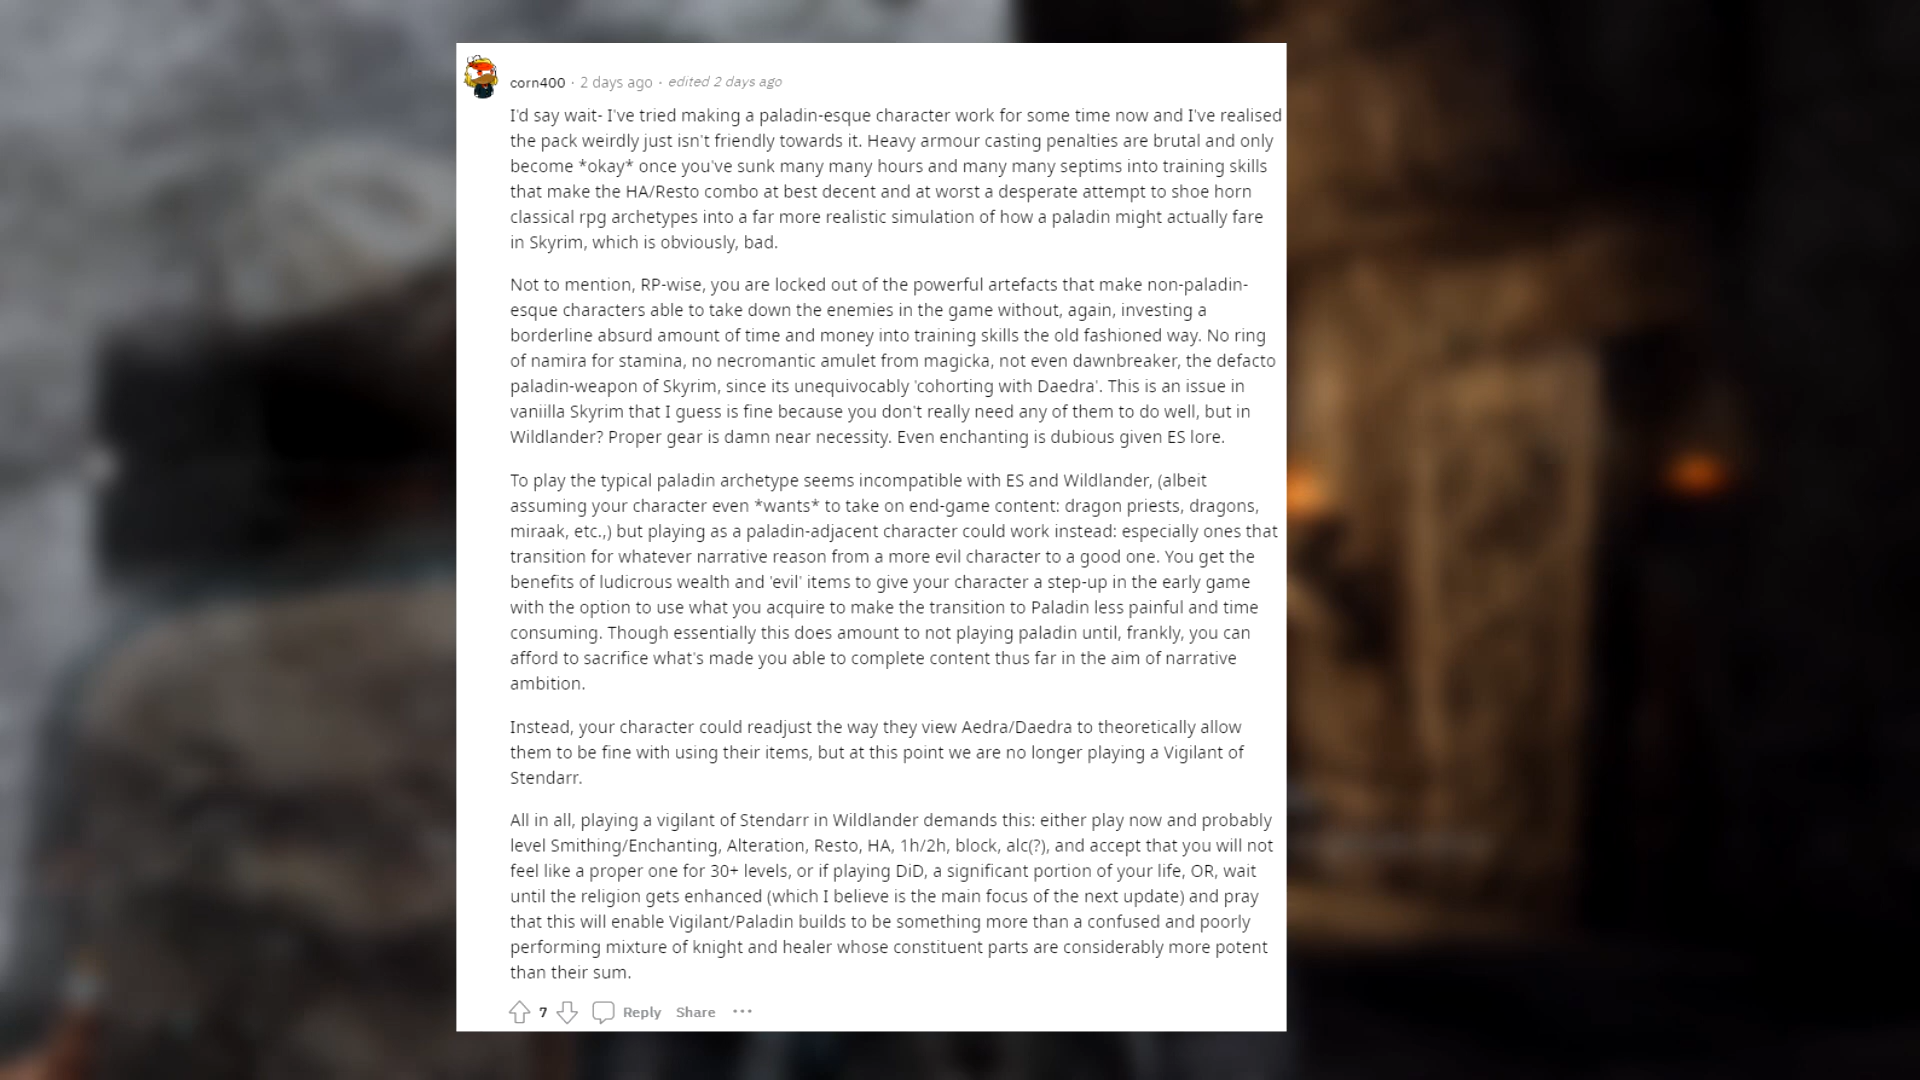 corn400 · 2 days ago · edited 2 days ago
I'd say wait- I've tried making a paladin-esque character work for some time now and I've realised
the pack weirdly just isn't friendly towards it. Heavy armour casting penalties are brutal and only
become *okay* once you've sunk many many hours and many many septims into training skills
that make the HA/Resto combo at best decent and at worst a desperate attempt to shoe horn
classical rpg archetypes into a far more realistic simulation of how a paladin might actually fare
in Skyrim, which is obviously, bad.
Not to mention, RP-wise, you are locked out of the powerful artefacts that make non-paladin-
esque characters able to take down the enemies in the game without, again, investing a
borderline absurd amount of time and money into training skills the old fashioned way. No ring
of namira for stamina, no necromantic amulet from magicka, not even dawnbreaker, the defacto
paladin-weapon of Skyrim, since its unequivocably 'cohorting with Daedra'. This is an issue in
vaniilla Skyrim that I guess is fine because you don't really need any of them to do well, but in
Wildlander? Proper gear is damn near necessity. Even enchanting is dubious given ES lore.
To play the typical paladin archetype seems incompatible with ES and Wildlander, (albeit
assuming your character even *wants* to take on end-game content: dragon priests, dragons,
miraak, etc.,) but playing as a paladin-adjacent character could work instead: especially ones that
transition for whatever narrative reason from a more evil character to a good one. You get the
benefits of ludicrous wealth and 'evil' items to give your character a step-up in the early game
with the option to use what you acquire to make the transition to Paladin less painful and time
consuming. Though essentially this does amount to not playing paladin until, frankly, you can
afford to sacrifice what's made you able to complete content thus far in the aim of narrative
ambition.
Instead, your character could readjust the way they view Aedra/Daedra to theoretically allow
them to be fine with using their items, but at this point we are no longer playing a Vigilant of
Stendarr.
All in all, playing a vigilant of Stendarr in Wildlander demands this: either play now and probably
level Smithing/Enchanting, Alteration, Resto, HA, 1h/2h, block, alc(?), and accept that you will not
feel like a proper one for 30+ levels, or if playing DiD, a significant portion of your life, OR, wait
until the religion gets enhanced (which I believe is the main focus of the next update) and pray
that this will enable Vigilant/Paladin builds to be something more than a confused and poorly
performing mixture of knight and healer whose constituent parts are considerably more potent
than their sum.
7 Reply Share ···